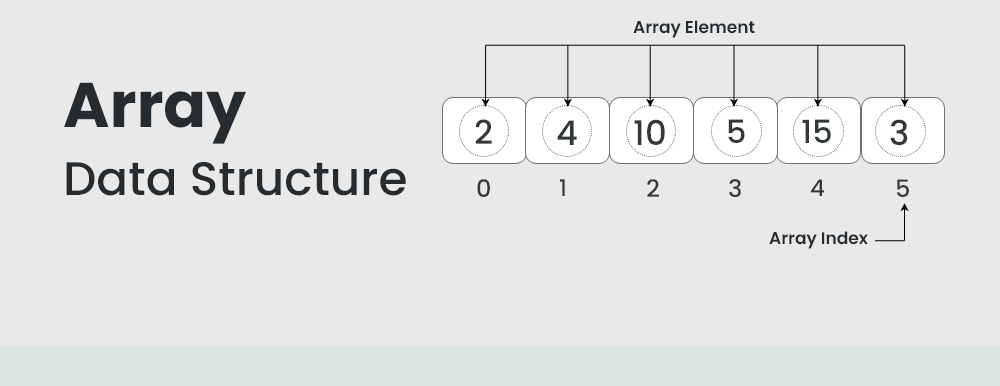 Array Element
Array
Data Structure
2 4 10 5 15 3
0 1 2 3 4 5
Array Index